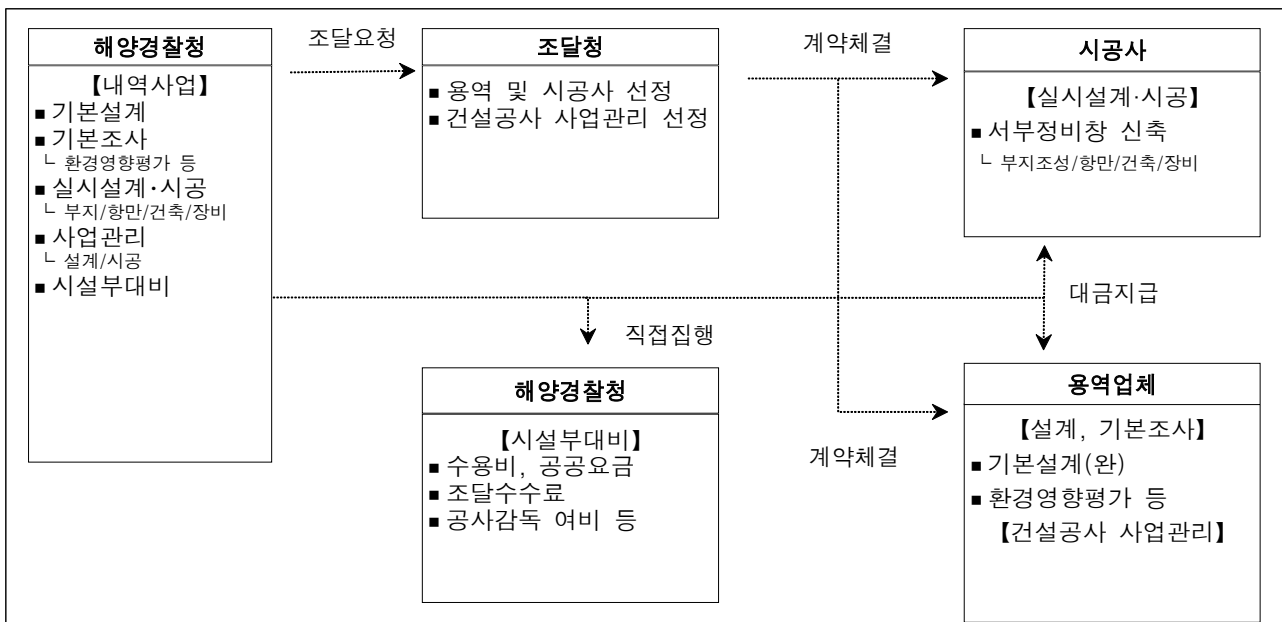 해양경찰청
【내역사업】
■ 기본설계
■ 기본조사
└ 환경영향평가 등
■ 실시설계·시공
└ 부지/항만/건축/장비
■ 사업관리
└ 설계/시공
■ 시설부대비
조달요청
조달청
■ 용역 및 시공사 선정
■ 건설공사 사업관리 선정
계약체결
시공사
【실시설계·시공】
■ 서부정비창 신축
└ 부지조성/항만/건축/장비
대금지급
직접집행
해양경찰청
【시설부대비】
■ 수용비, 공공요금
■ 조달수수료
■ 공사감독 여비 등
계약체결
용역업체
【설계, 기본조사】
■ 기본설계(완)
■ 환경영향평가 등
【건설공사 사업관리】